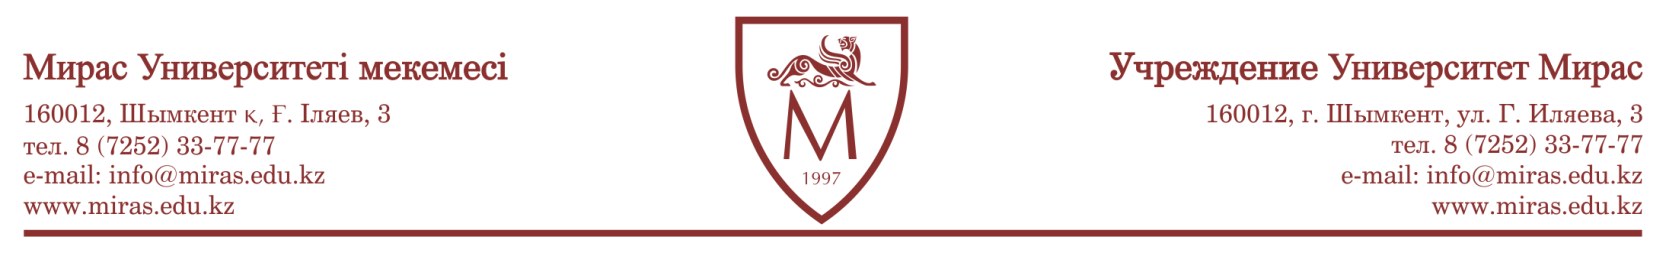 Мирас Университеті мекемесі
160012, Шымкент қ, Ғ. Іляев, 3
тел. 8 (7252) 33-77-77
e-mail: info@miras.edu.kz
www.miras.edu.kz
М
1997
Учреждение Университет Мирас
160012, г. Шымкент, ул. Г. Иляева, 3
тел. 8 (7252) 33-77-77
e-mail: info@miras.edu.kz
www.miras.edu.kz